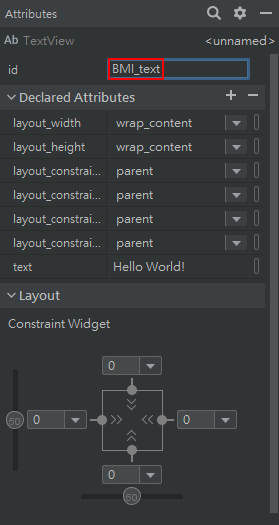 Attributes
Ab TextView <unnamed>
id BMI_text
Declared Attributes
layout_width wrap_content
layout_height wrap_content
layout_constrai... parent
layout_constrai... parent
layout_constrai... parent
layout_constrai... parent
text Hello World!
Layout
Constraint Widget
0
50 0 0
0
50